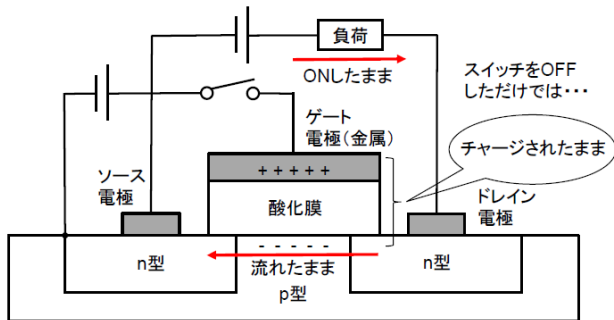 負荷
ONしたまま
スイッチをOFF
しただけでは・・・
ゲート
電極(金属)
チャージされたまま
ソース
電極
+ + + + +
酸化膜
ドレイン
電極
- - - - -
n型
流れたまま
n型
p型